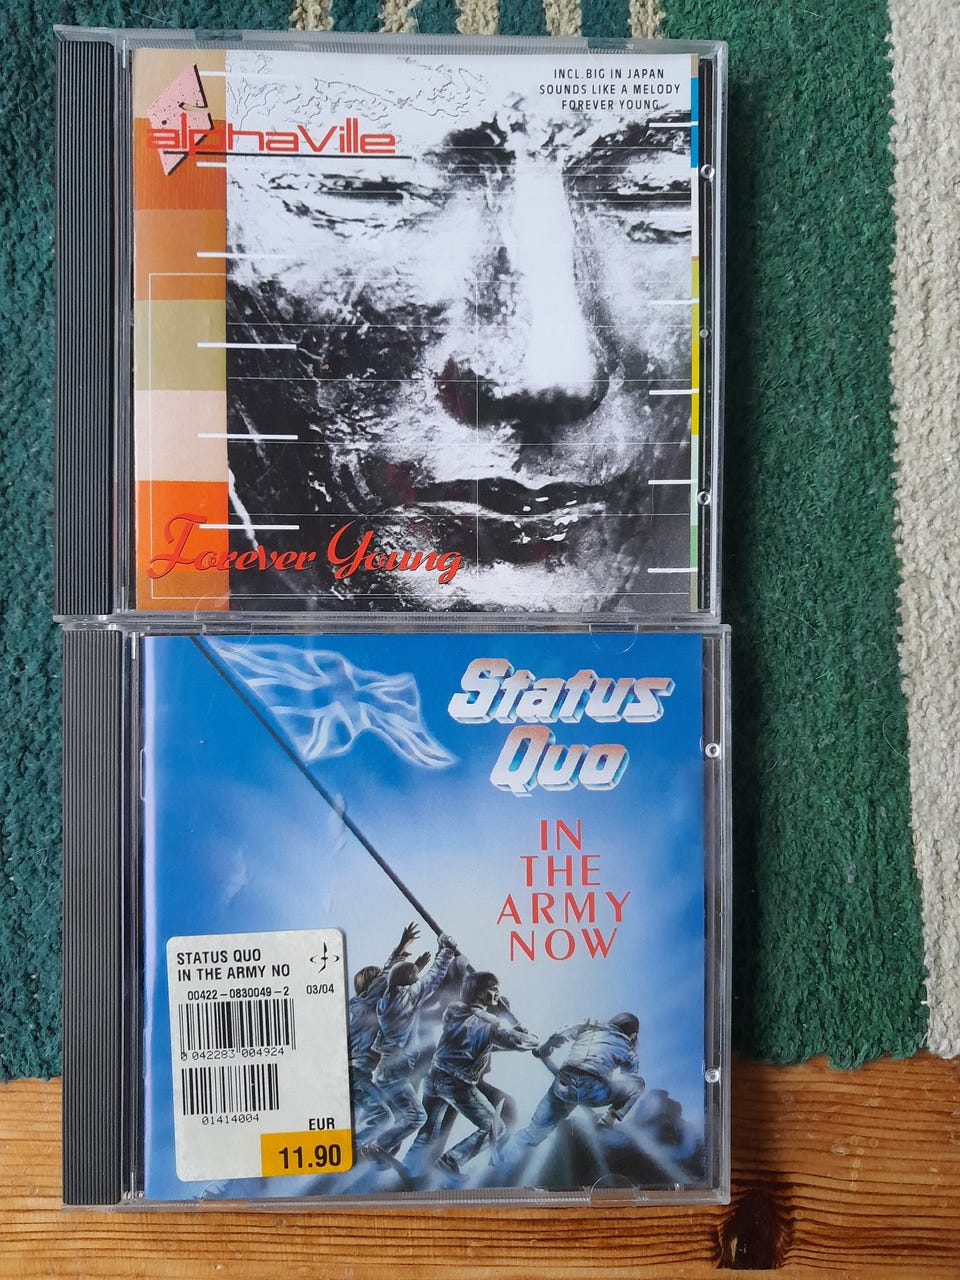 alphaVille
INCL.BIG IN JAPAN
SOUNDS LIKE A MELODY
FOREVER YOUNG
Forever Young
Status
Quo
IN
THE
ARMY
NOW
STATUS QUO
IN THE ARMY NO
00422-0830049-2 03/04
0 042283 004924
01414004
EUR
11.90